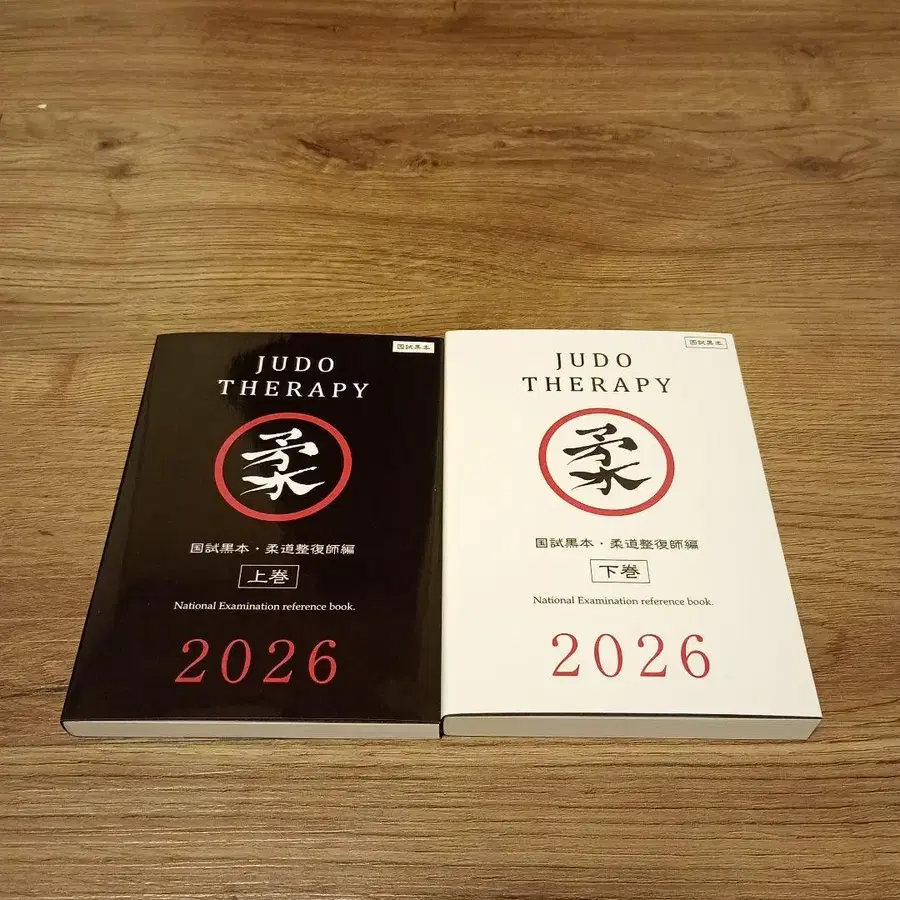 国試黒本
JUDO
THERAPY
柔
国試黒本・柔道整復師編
上巻
National Examination reference book.
2026
国試黒本
JUDO
THERAPY
柔
国試黒本・柔道整復師編
下巻
National Examination reference book.
2026